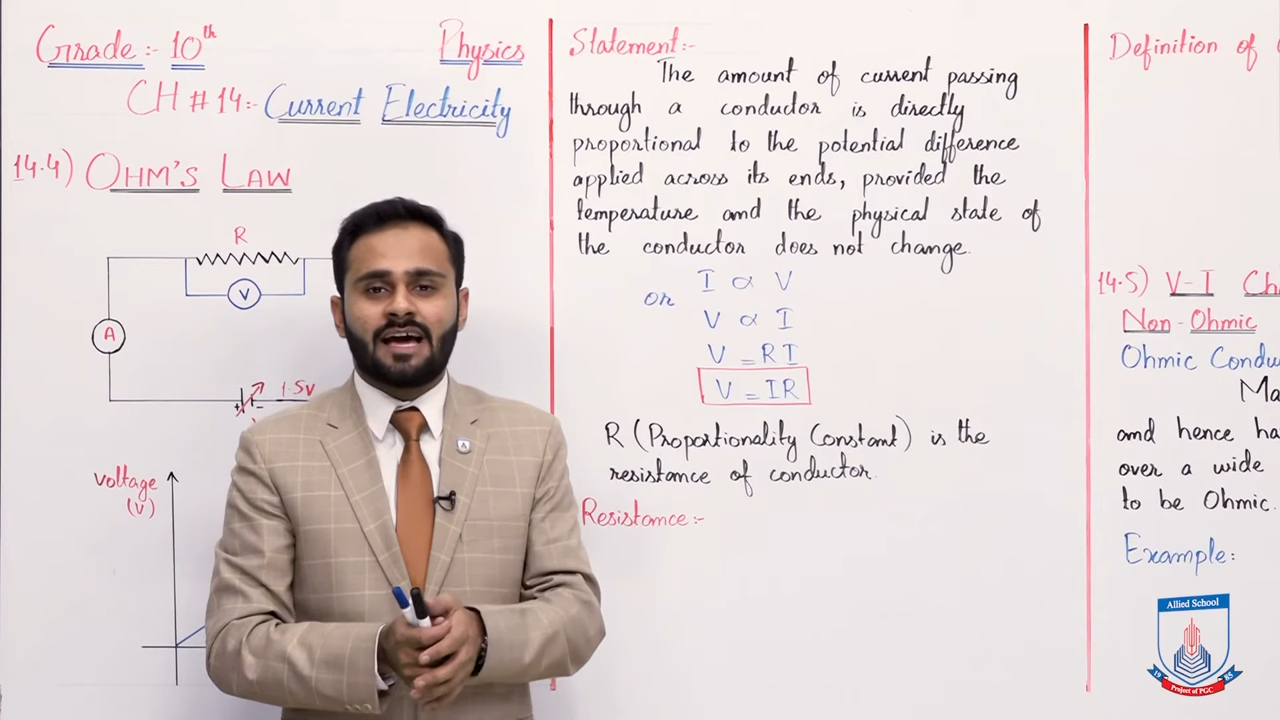 Grade:- 10th
Physics
CH # 14:- Current Electricity
14.4) OHM'S LAW
R
V
A
1.5V
+ -
voltage
(V)
Statement:-
The amount of current passing
through a conductor is directly
proportional to the potential difference
applied across its ends, provided the
temperature and the physical state of
the conductor does not change.
I ∝ V
or
V ∝ I
V = RI
V = IR
R (Proportionality Constant) is the
resistance of conductor.
Resistance:-
Definition of
14.5) V-I
Non-Ohmic
Ohmic
and hence
over a wide
to be Ohmic.
Example:
Allied School
A
19 85
Project of PGC